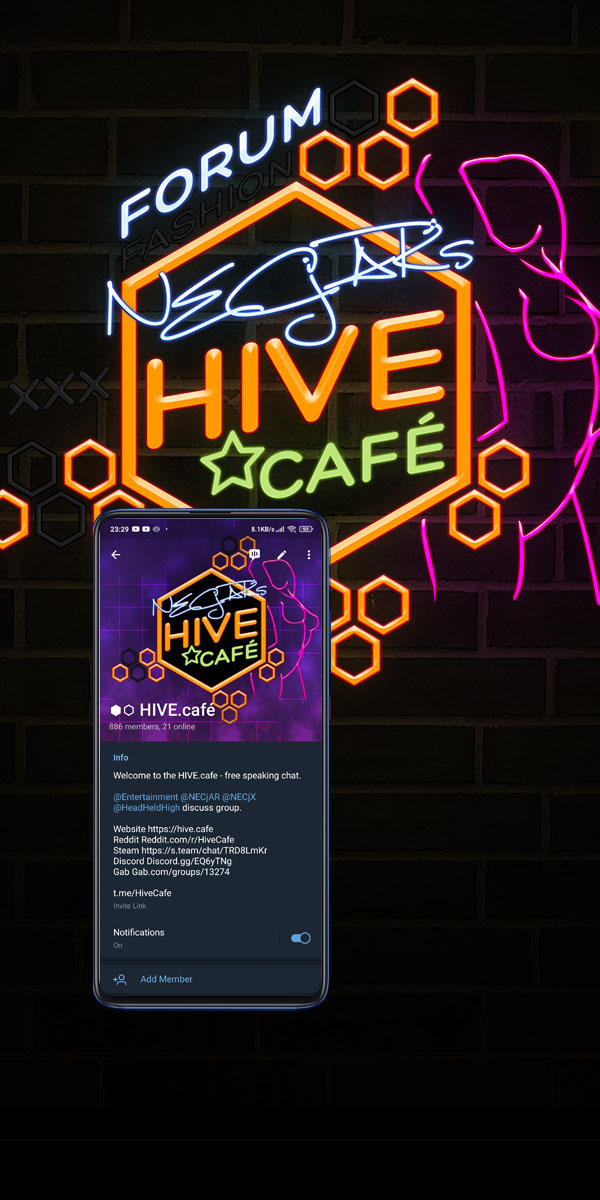 FORUM
FASHION
NECjARs
HIVE
CAFÉ
XXX
23:29
8.1KB/s
NECjARs
HIVE
CAFÉ
HIVE.café
886 members, 21 online
Info
Welcome to the HIVE.cafe - free speaking chat.
@Entertainment @NECjAR @NECjX
@HeadHeldHigh discuss group.
Website https://hive.cafe
Reddit Reddit.com/r/HiveCafe
Steam https://s.team/chat/TRD8LmKr
Discord Discord.gg/EQ6yTNg
Gab Gab.com/groups/13274
t.me/HiveCafe
Invite Link
Notifications
On
Add Member